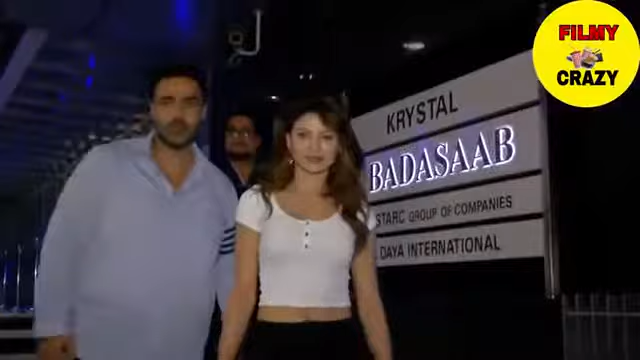 FILMY
CRAZY
KRYSTAL
BADASAAB
STARC GROUP OF COMPANIES
DAYA INTERNATIONAL